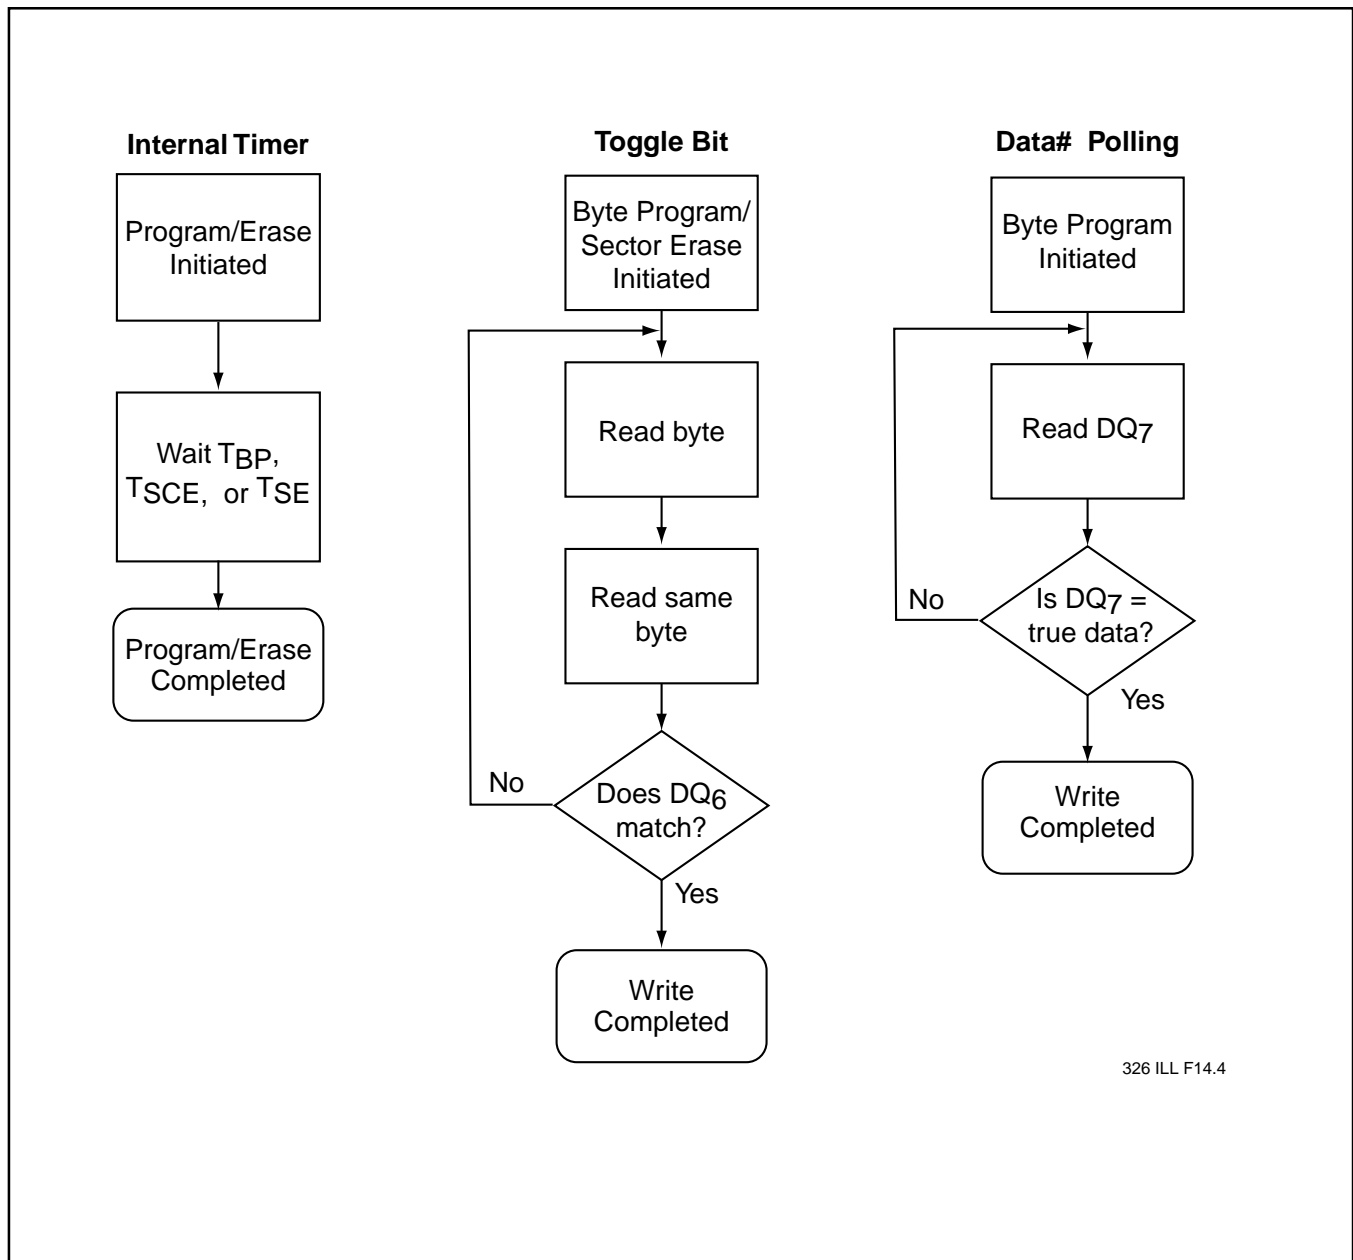 Internal Timer
Program/Erase
Initiated
Wait TBP,
TSCE, or TSE
Program/Erase
Completed
Toggle Bit
Byte Program/
Sector Erase
Initiated
Read byte
Read same
byte
No
Does DQ6
match?
Yes
Write
Completed
Data# Polling
Byte Program
Initiated
Read DQ7
No
Is DQ7 =
true data?
Yes
Write
Completed
326 ILL F14.4